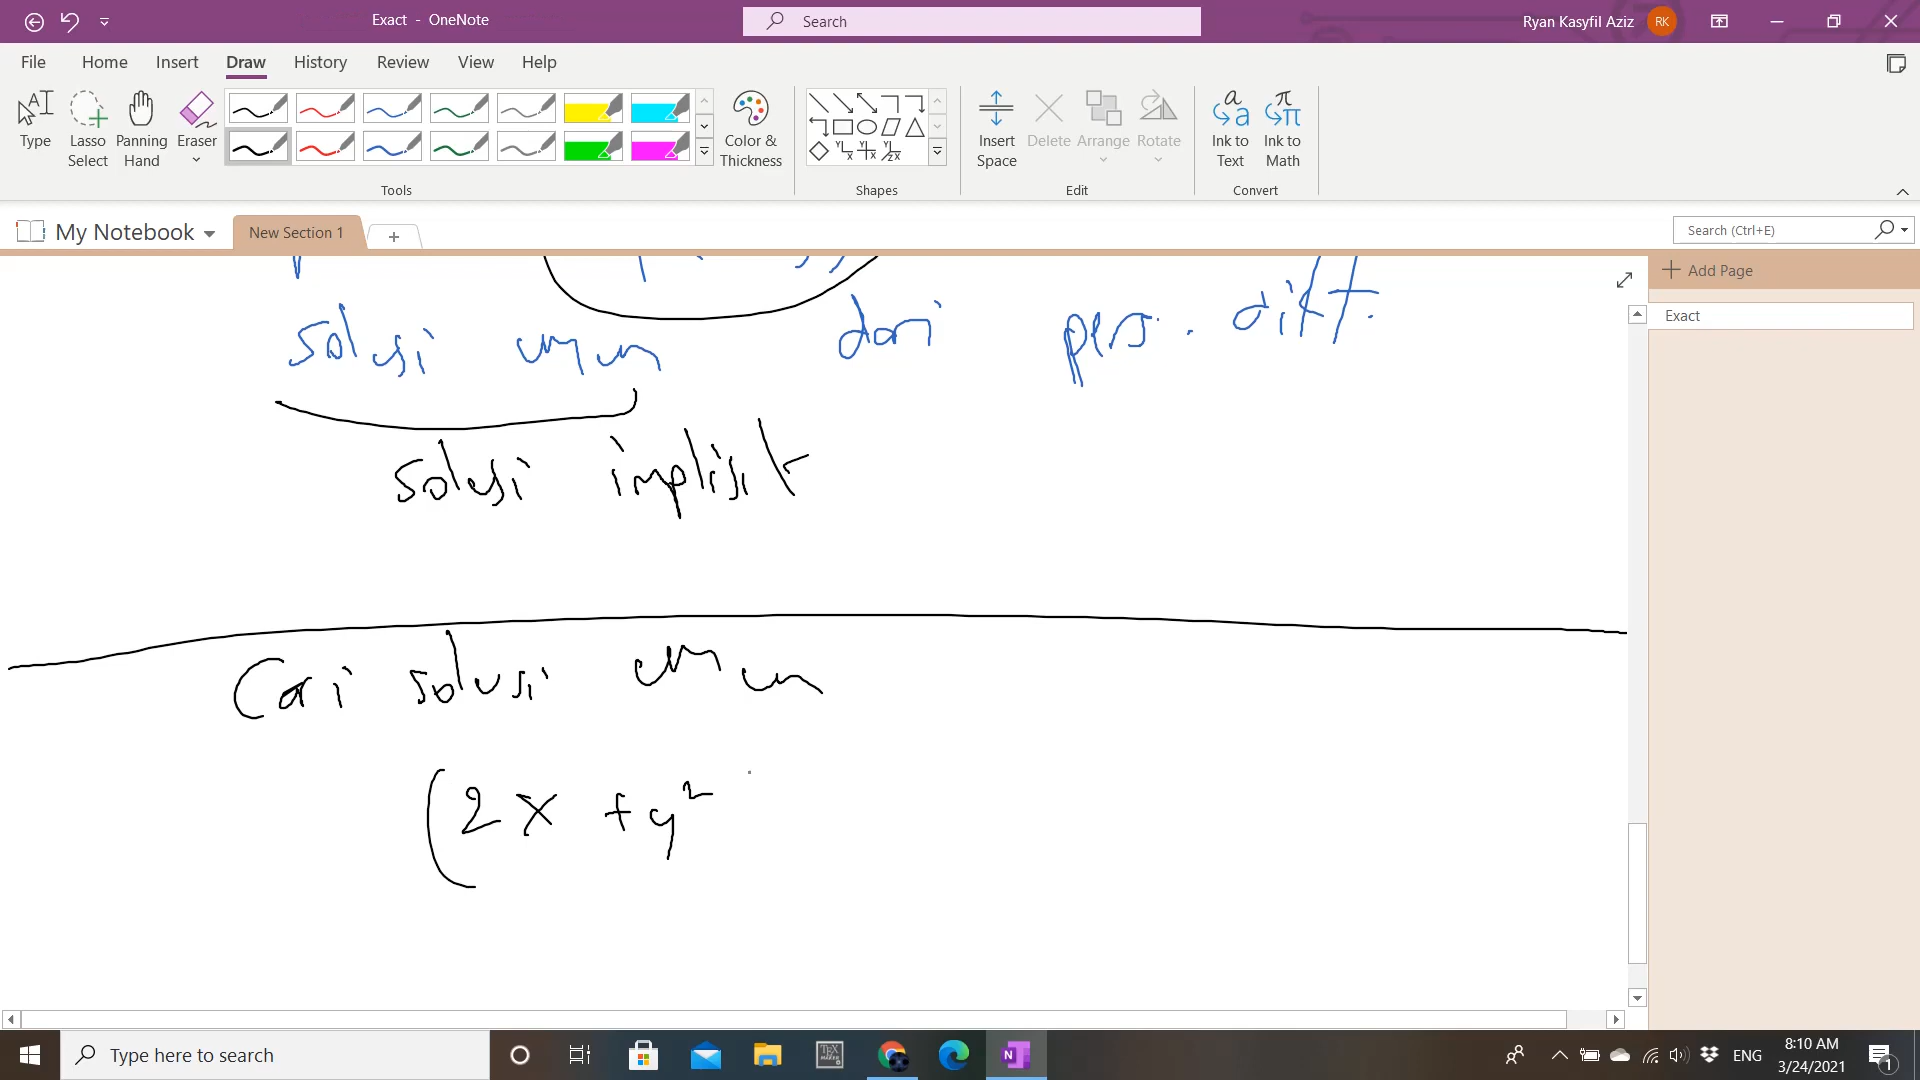 Exact - OneNote
Search
Ryan Kasyfil Aziz
RK
File
Home
Insert
Draw
History
Review
View
Help
Type
Lasso Select
Panning Hand
Eraser
Color & Thickness
Insert Space
Delete
Arrange
Rotate
Ink to Text
Ink to Math
Tools
Shapes
Edit
Convert
My Notebook
New Section 1
Search (Ctrl+E)
Add Page
Exact
solusi umum dari pers. diff.
solusi implisit
Cari solusi umum
(2x + y²
Type here to search
ENG
8:10 AM
3/24/2021
1